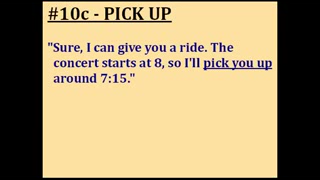 #10c - PICK UP
"Sure, I can give you a ride. The
concert starts at 8, so I'll pick you up
around 7:15."